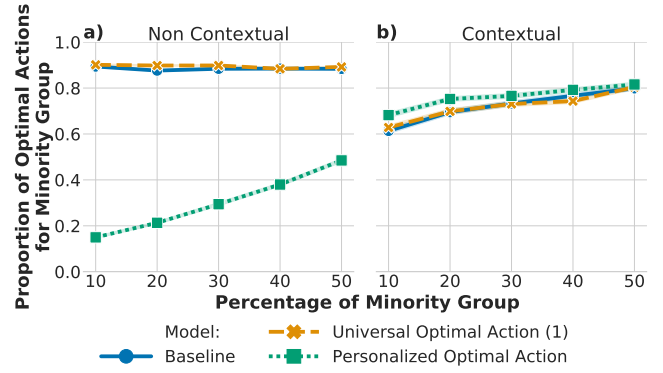 a) Non Contextual
b) Contextual
Proportion of Optimal Actions
for Minority Group
1.0
0.8
0.6
0.4
0.2
0.0
10 20 30 40 50
10 20 30 40 50
Percentage of Minority Group
Model:
Universal Optimal Action (1)
Baseline
Personalized Optimal Action